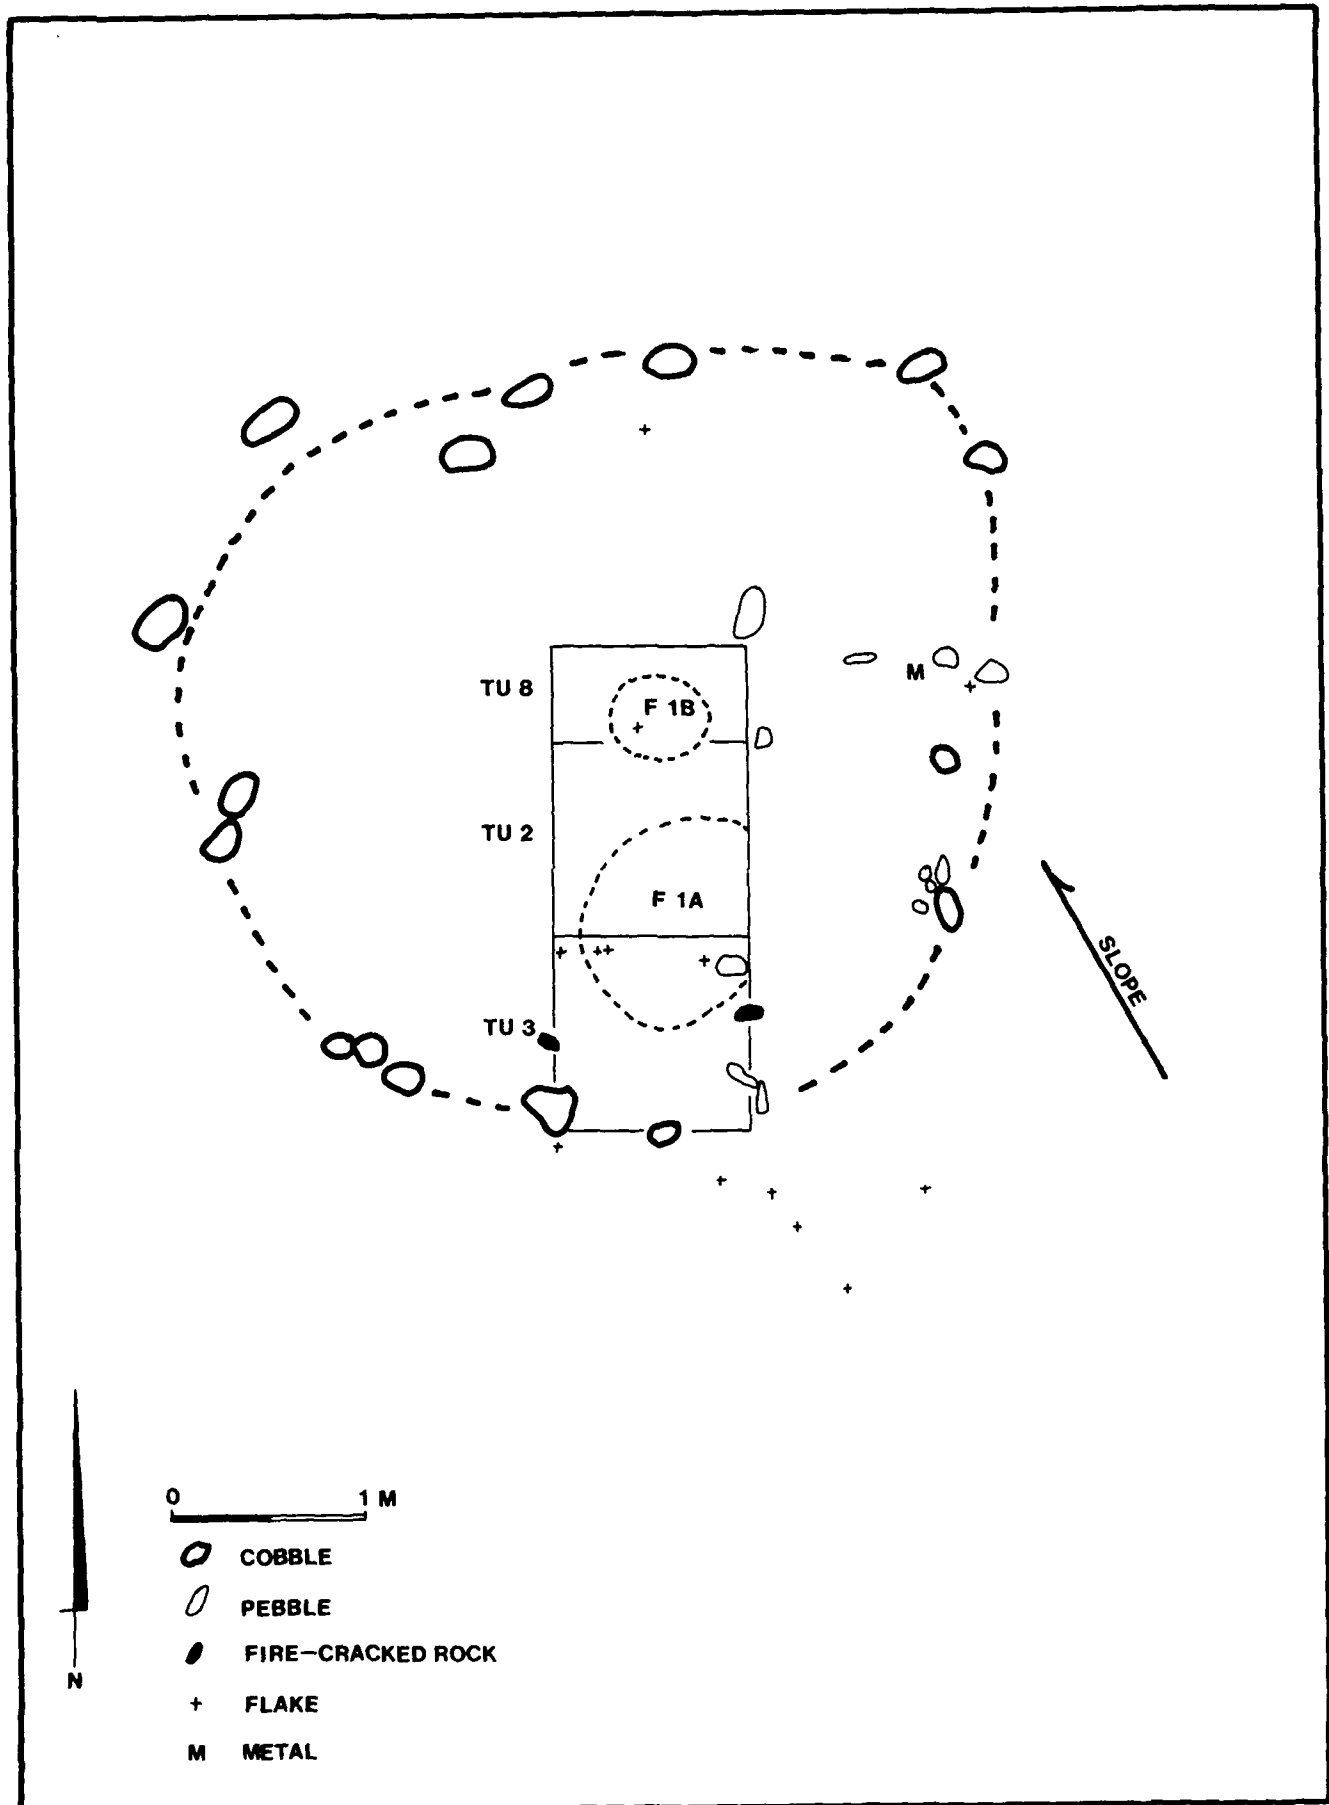 M
TU 8
F 1B
TU 2
F 1A
SLOPE
TU 3
0 1 M
COBBLE
PEBBLE
FIRE-CRACKED ROCK
N
+ FLAKE
M METAL